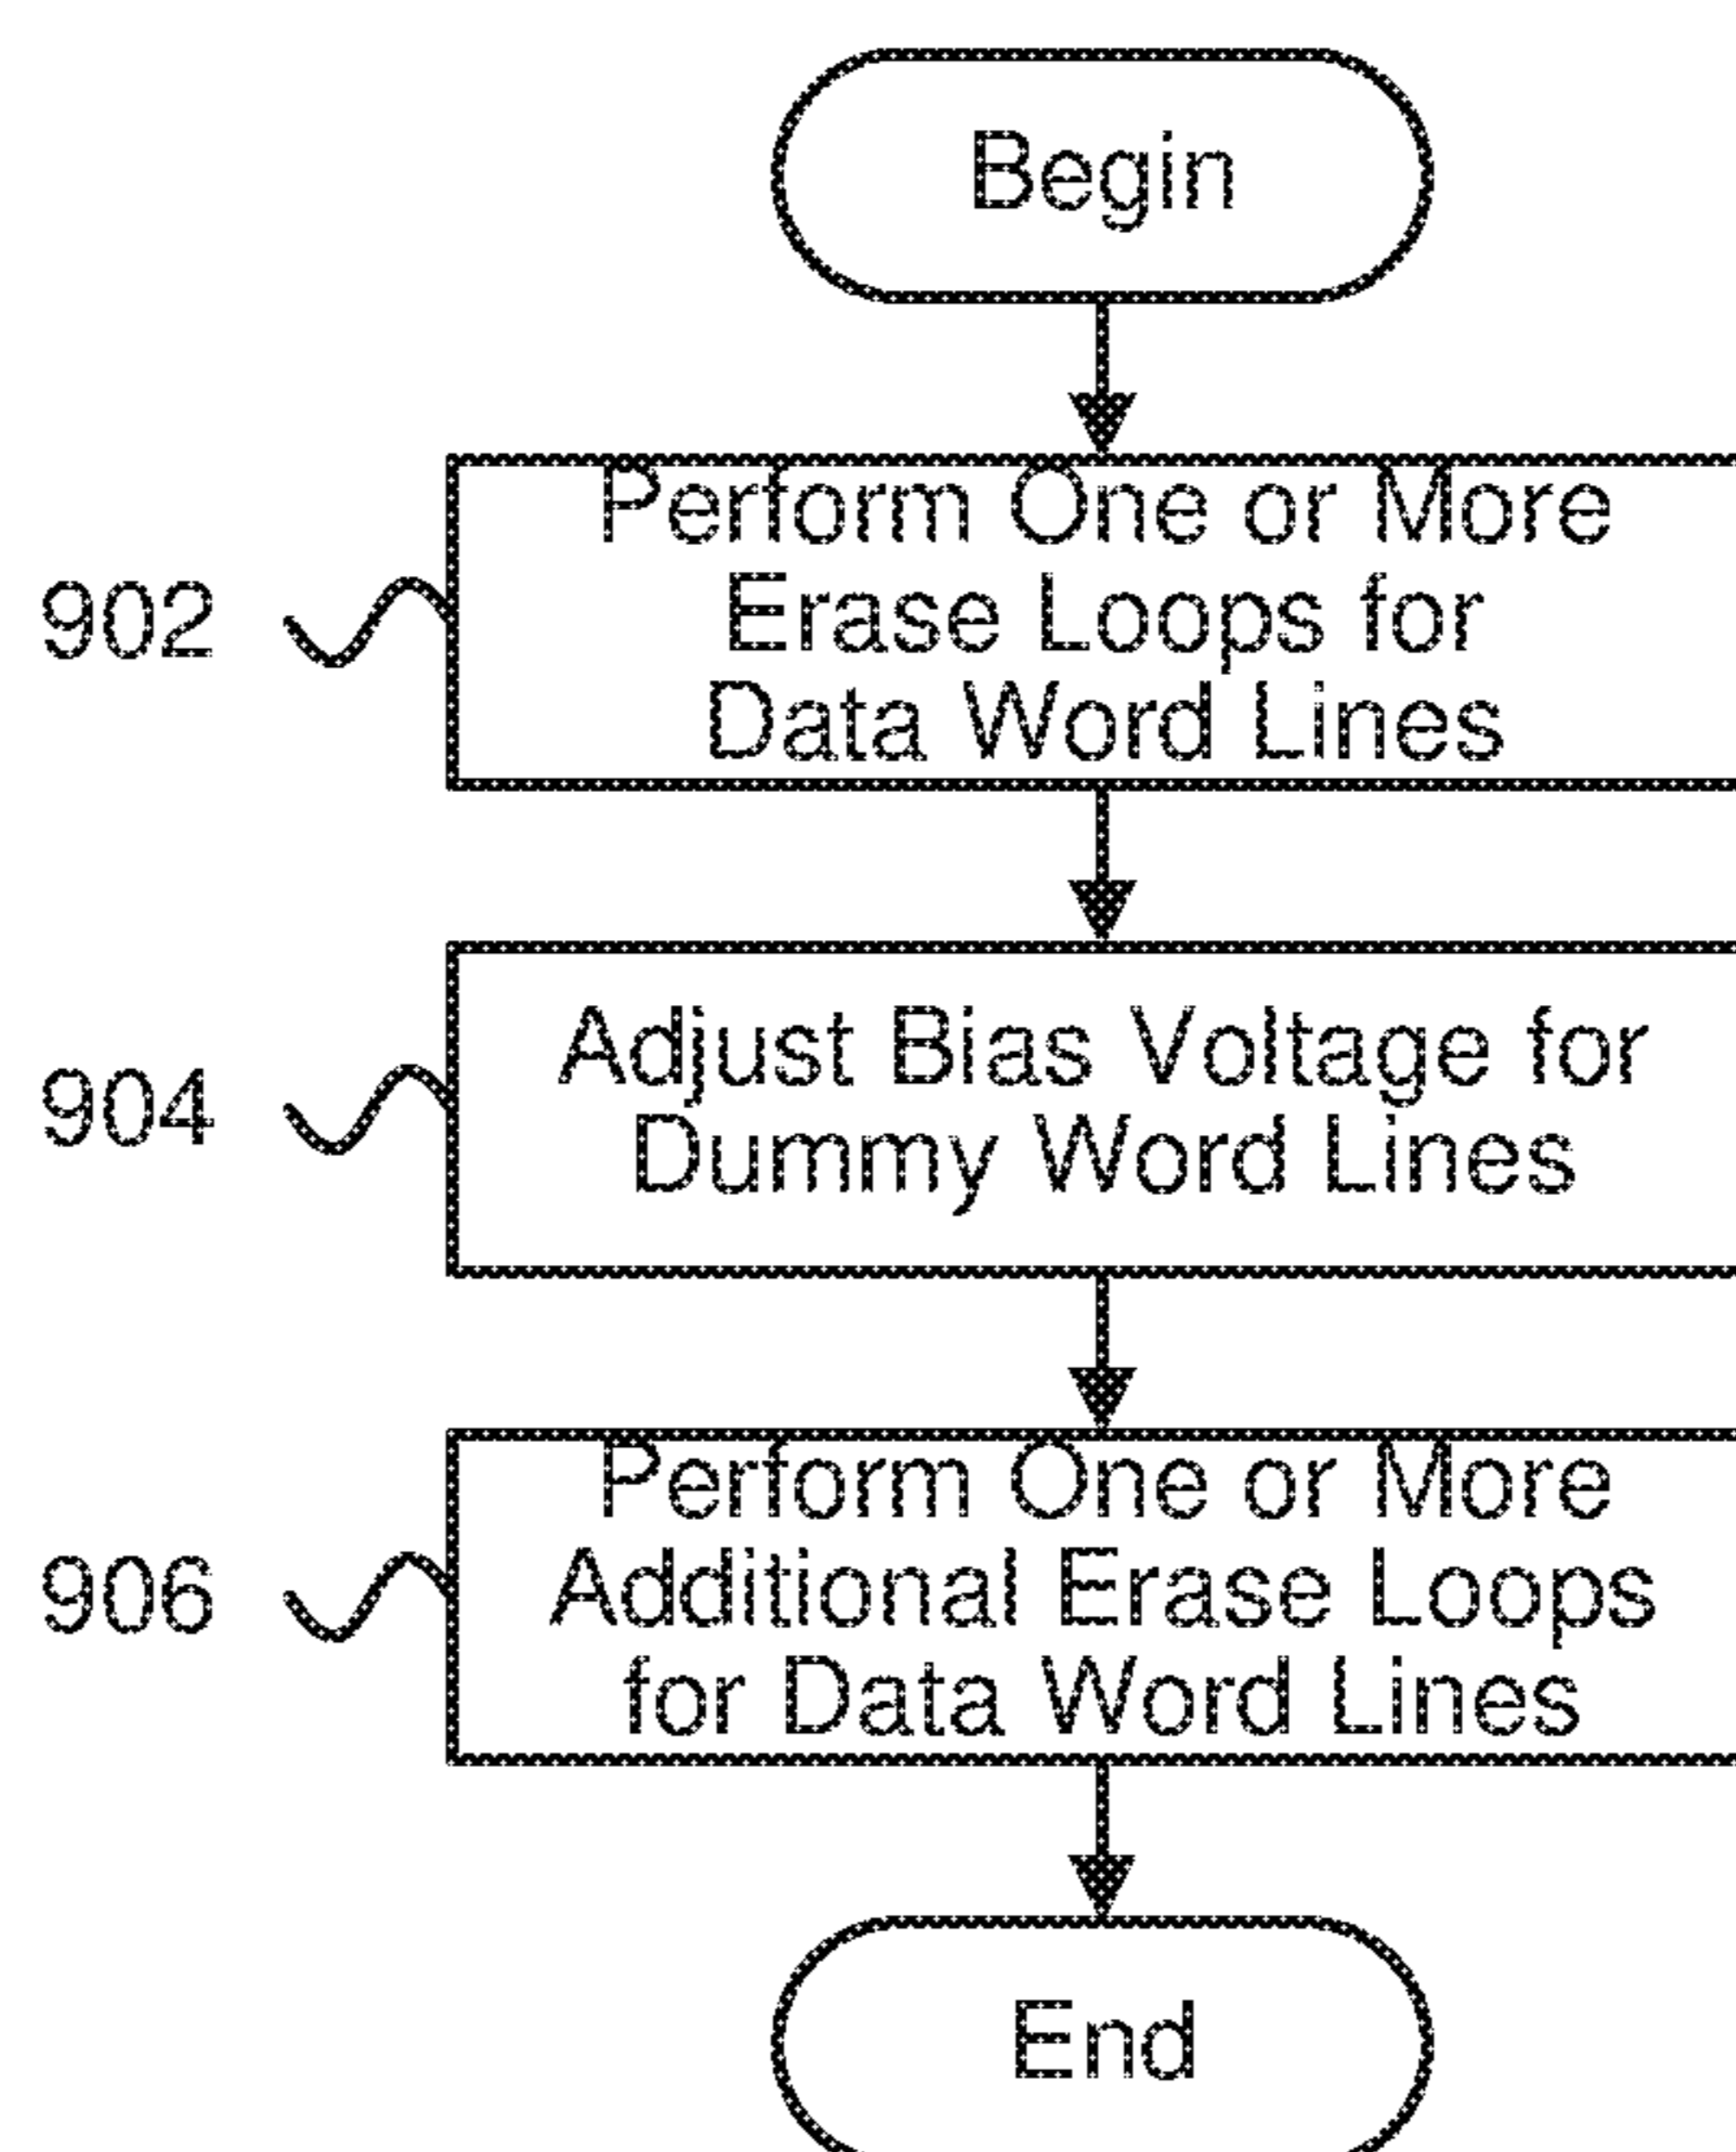 Begin
902
Perform One or More
Erase Loops for
Data Word Lines
904
Adjust Bias Voltage for
Dummy Word Lines
906
Perform One or More
Additional Erase Loops
for Data Word Lines
End